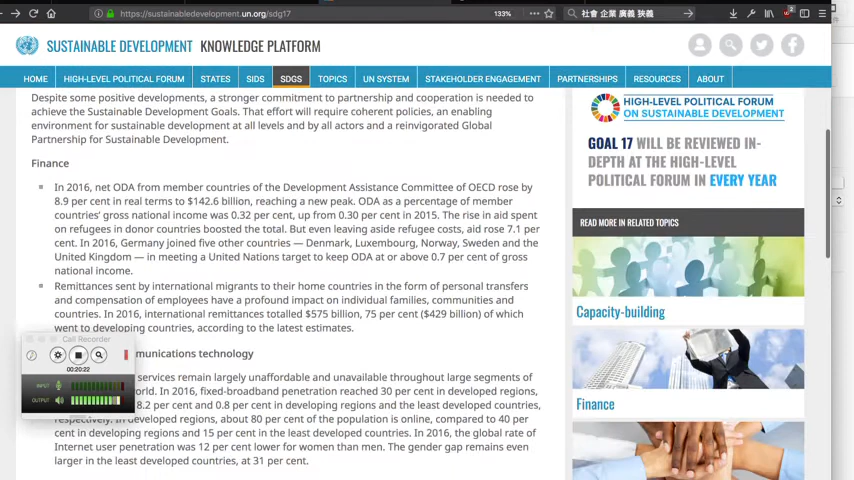 https://sustainabledevelopment.un.org/sdg17
133%
社會 企業 廣義 狹義
2
SUSTAINABLE DEVELOPMENT KNOWLEDGE PLATFORM
HOME HIGH-LEVEL POLITICAL FORUM STATES SIDS SDGS TOPICS UN SYSTEM STAKEHOLDER ENGAGEMENT PARTNERSHIPS RESOURCES ABOUT
Despite some positive developments, a stronger commitment to partnership and cooperation is needed to
achieve the Sustainable Development Goals. That effort will require coherent policies, an enabling
environment for sustainable development at all levels and by all actors and a reinvigorated Global
Partnership for Sustainable Development.
Finance
In 2016, net ODA from member countries of the Development Assistance Committee of OECD rose by
8.9 per cent in real terms to $142.6 billion, reaching a new peak. ODA as a percentage of member
countries' gross national income was 0.32 per cent, up from 0.30 per cent in 2015. The rise in aid spent
on refugees in donor countries boosted the total. But even leaving aside refugee costs, aid rose 7.1 per
cent. In 2016, Germany joined five other countries — Denmark, Luxembourg, Norway, Sweden and the
United Kingdom — in meeting a United Nations target to keep ODA at or above 0.7 per cent of gross
national income.
Remittances sent by international migrants to their home countries in the form of personal transfers
and compensation of employees have a profound impact on individual families, communities and
countries. In 2016, international remittances totalled $575 billion, 75 per cent ($429 billion) of which
went to developing countries, according to the latest estimates.
mmunications technology
services remain largely unaffordable and unavailable throughout large segments of
orld. In 2016, fixed-broadband penetration reached 30 per cent in developed regions,
8.2 per cent and 0.8 per cent in developing regions and the least developed countries,
respectively. In developed regions, about 80 per cent of the population is online, compared to 40 per
cent in developing regions and 15 per cent in the least developed countries. In 2016, the global rate of
Internet user penetration was 12 per cent lower for women than men. The gender gap remains even
larger in the least developed countries, at 31 per cent.
Call Recorder
00:20:22
INPUT
OUTPUT
HIGH-LEVEL POLITICAL FORUM
ON SUSTAINABLE DEVELOPMENT
GOAL 17 WILL BE REVIEWED IN-
DEPTH AT THE HIGH-LEVEL
POLITICAL FORUM IN EVERY YEAR
READ MORE IN RELATED TOPICS
Capacity-building
Finance